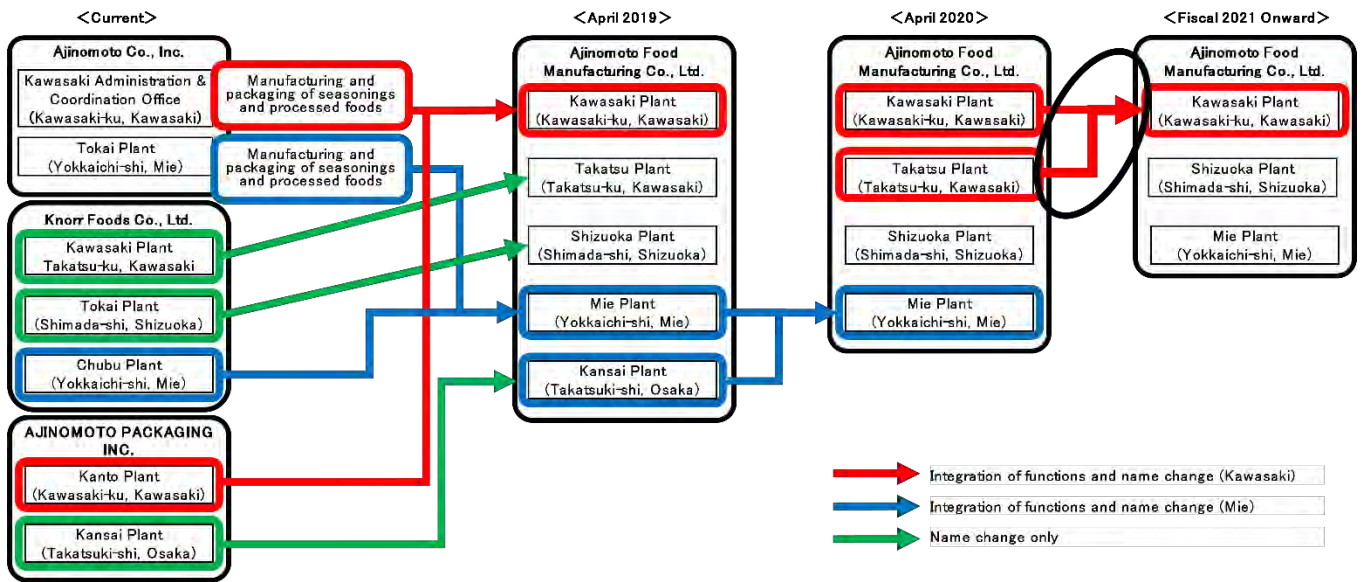 <Current>
Ajinomoto Co., Inc.
Kawasaki Administration &
Coordination Office
(Kawasaki-ku, Kawasaki)
Manufacturing and
packaging of seasonings
and processed foods
Tokai Plant
(Yokkaichi-shi, Mie)
Manufacturing and
packaging of seasonings
and processed foods
Knorr Foods Co., Ltd.
Kawasaki Plant
Takatsu-ku, Kawasaki
Tokai Plant
(Shimada-shi, Shizuoka)
Chubu Plant
(Yokkaichi-shi, Mie)
AJINOMOTO PACKAGING
INC.
Kanto Plant
(Kawasaki-ku, Kawasaki)
Kansai Plant
(Takatsuki-shi, Osaka)
<April 2019>
Ajinomoto Food
Manufacturing Co., Ltd.
Kawasaki Plant
(Kawasaki-ku, Kawasaki)
Takatsu Plant
(Takatsu-ku, Kawasaki)
Shizuoka Plant
(Shimada-shi, Shizuoka)
Mie Plant
(Yokkaichi-shi, Mie)
Kansai Plant
(Takatsuki-shi, Osaka)
<April 2020>
Ajinomoto Food
Manufacturing Co., Ltd.
Kawasaki Plant
(Kawasaki-ku, Kawasaki)
Takatsu Plant
(Takatsu-ku, Kawasaki)
Shizuoka Plant
(Shimada-shi, Shizuoka)
Mie Plant
(Yokkaichi-shi, Mie)
<Fiscal 2021 Onward>
Ajinomoto Food
Manufacturing Co., Ltd.
Kawasaki Plant
(Kawasaki-ku, Kawasaki)
Shizuoka Plant
(Shimada-shi, Shizuoka)
Mie Plant
(Yokkaichi-shi, Mie)
Integration of functions and name change (Kawasaki)
Integration of functions and name change (Mie)
Name change only